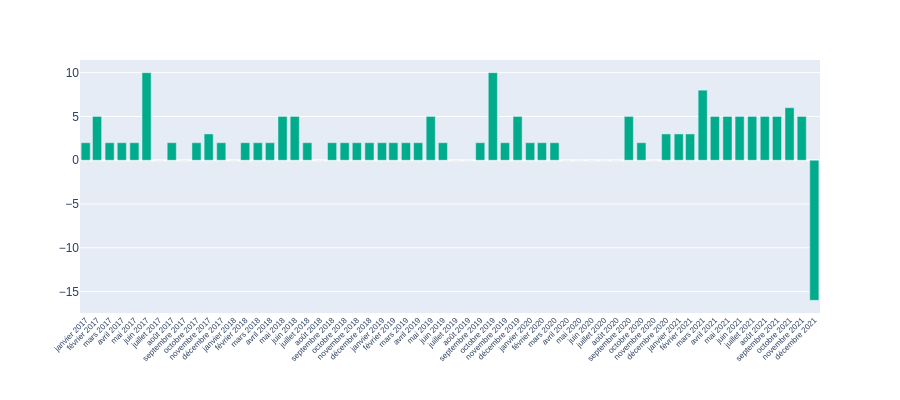 10
5
0
−5
−10
−15
janvier 2017
février 2017
mars 2017
avril 2017
mai 2017
juin 2017
juillet 2017
août 2017
septembre 2017
octobre 2017
novembre 2017
décembre 2017
janvier 2018
février 2018
mars 2018
avril 2018
mai 2018
juin 2018
juillet 2018
août 2018
septembre 2018
octobre 2018
novembre 2018
décembre 2018
janvier 2019
février 2019
mars 2019
avril 2019
mai 2019
juin 2019
juillet 2019
août 2019
septembre 2019
octobre 2019
novembre 2019
décembre 2019
janvier 2020
février 2020
mars 2020
avril 2020
mai 2020
juin 2020
juillet 2020
août 2020
septembre 2020
octobre 2020
novembre 2020
décembre 2020
janvier 2021
février 2021
mars 2021
avril 2021
mai 2021
juin 2021
juillet 2021
août 2021
septembre 2021
octobre 2021
novembre 2021
décembre 2021